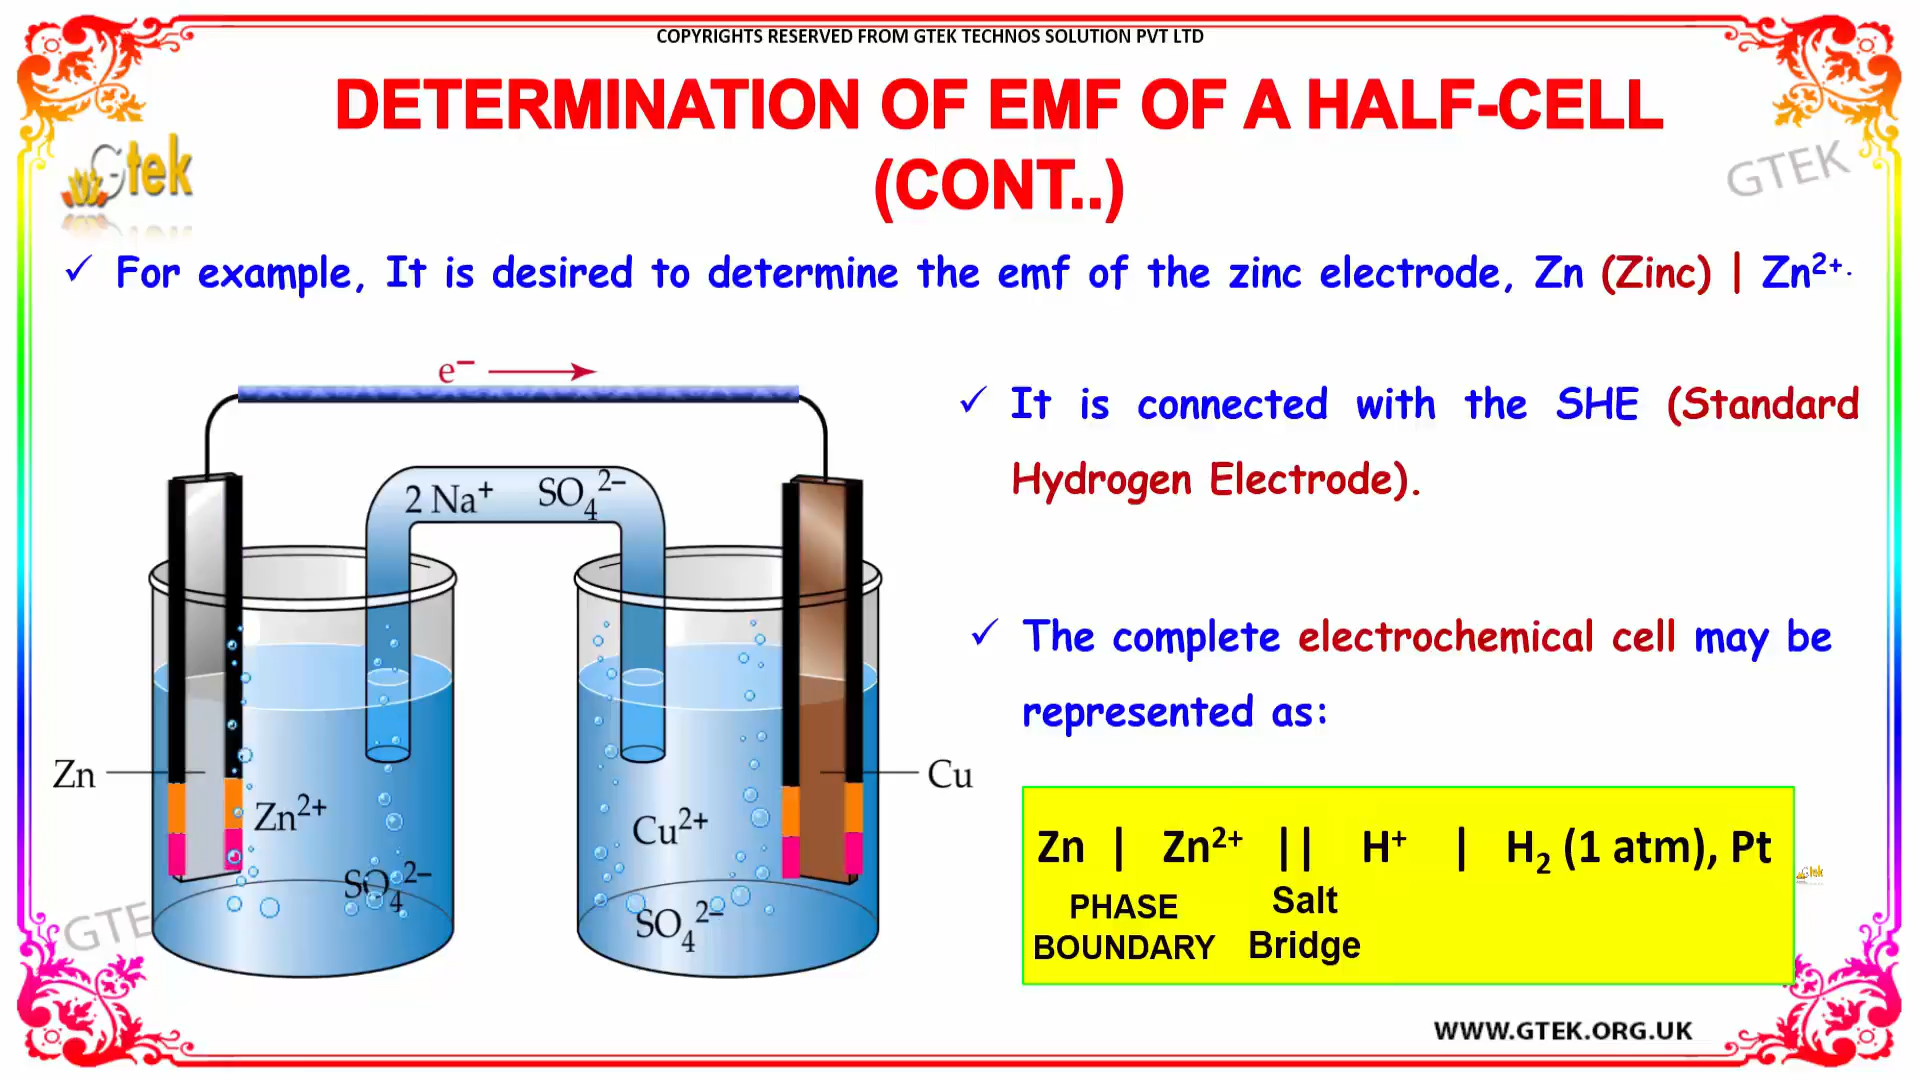 COPYRIGHTS RESERVED FROM GTEK TECHNOS SOLUTION PVT LTD
DETERMINATION OF EMF OF A HALF-CELL
(CONT..)
Gtek
GTEK
✓ For example, It is desired to determine the emf of the zinc electrode, Zn (Zinc) | Zn²⁺.
e⁻
✓ It is connected with the SHE (Standard
Hydrogen Electrode).
2 Na⁺ SO₄²⁻
✓ The complete electrochemical cell may be
represented as:
Zn
Cu
Zn²⁺
Cu²⁺
SO₄²⁻
SO₄²⁻
Zn | Zn²⁺ || H⁺ | H₂ (1 atm), Pt
PHASE
BOUNDARY
Salt
Bridge
Gtek
GTEK
WWW.GTEK.ORG.UK